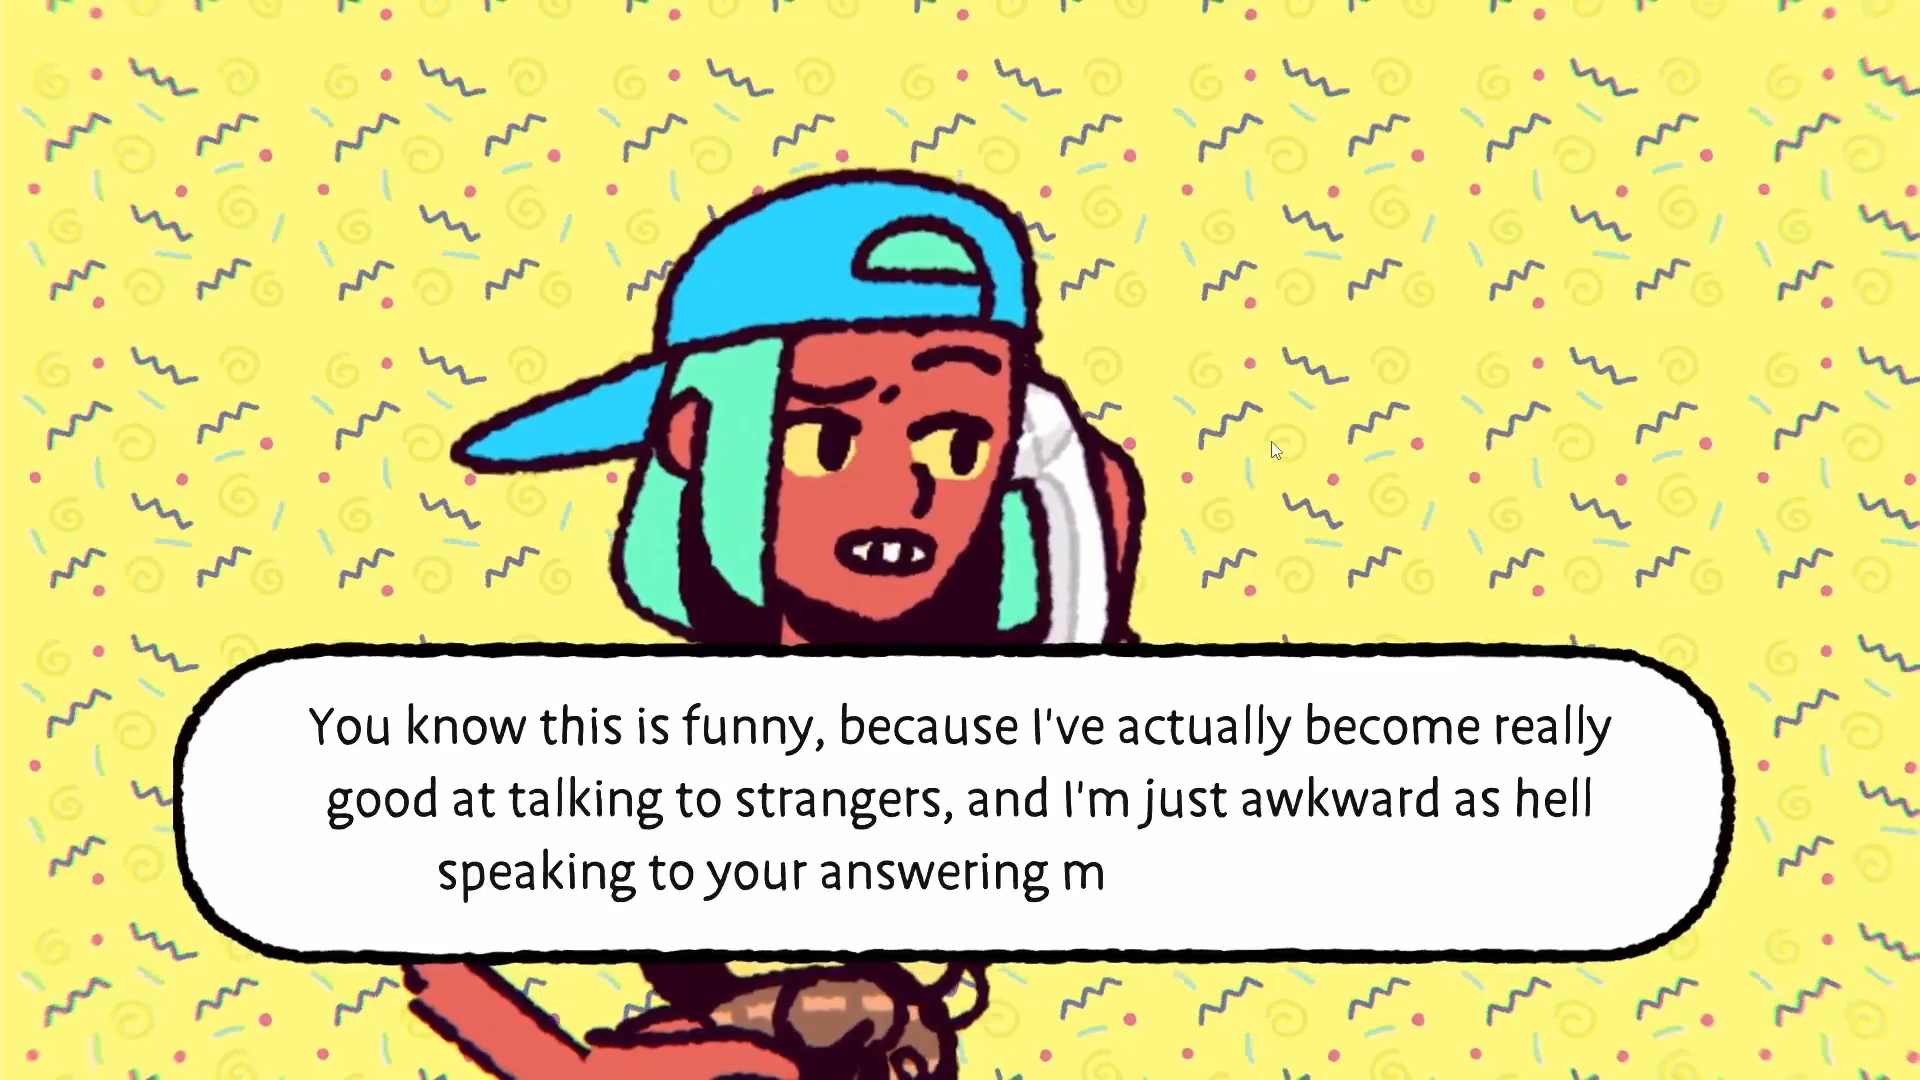 You know this is funny, because I've actually become really
good at talking to strangers, and I'm just awkward as hell
speaking to your answering m